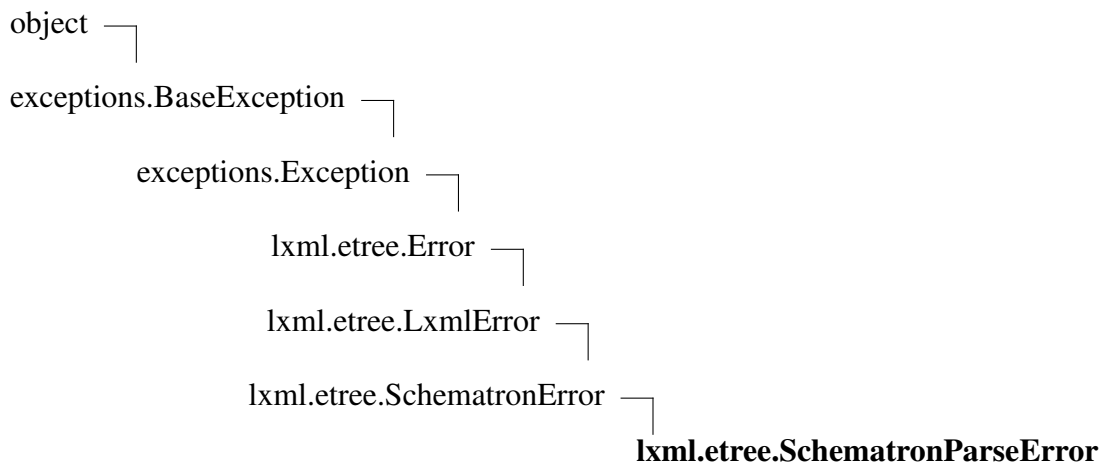 object
exceptions.BaseException
exceptions.Exception
lxml.etree.Error
lxml.etree.LxmlError
lxml.etree.SchematronError
lxml.etree.SchematronParseError